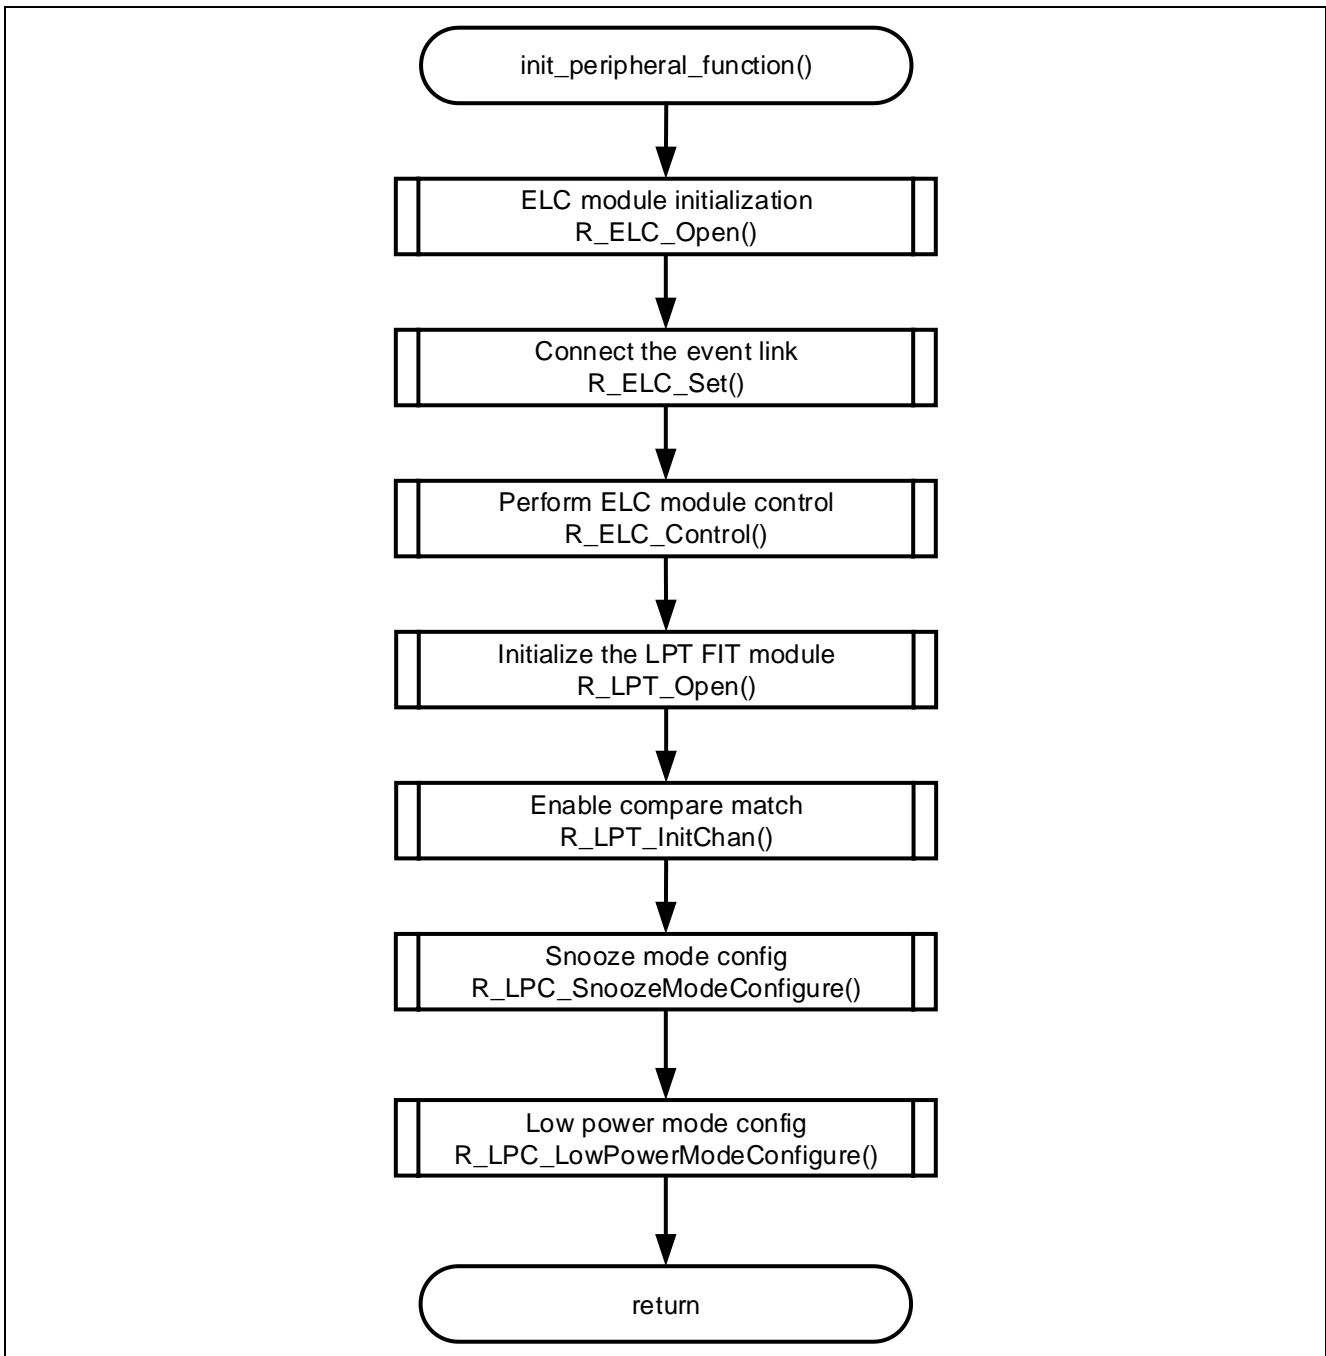 init_peripheral_function()
ELC module initialization
R_ELC_Open()
Connect the event link
R_ELC_Set()
Perform ELC module control
R_ELC_Control()
Initialize the LPT FIT module
R_LPT_Open()
Enable compare match
R_LPT_InitChan()
Snooze mode config
R_LPC_SnoozeModeConfigure()
Low power mode config
R_LPC_LowPowerModeConfigure()
return